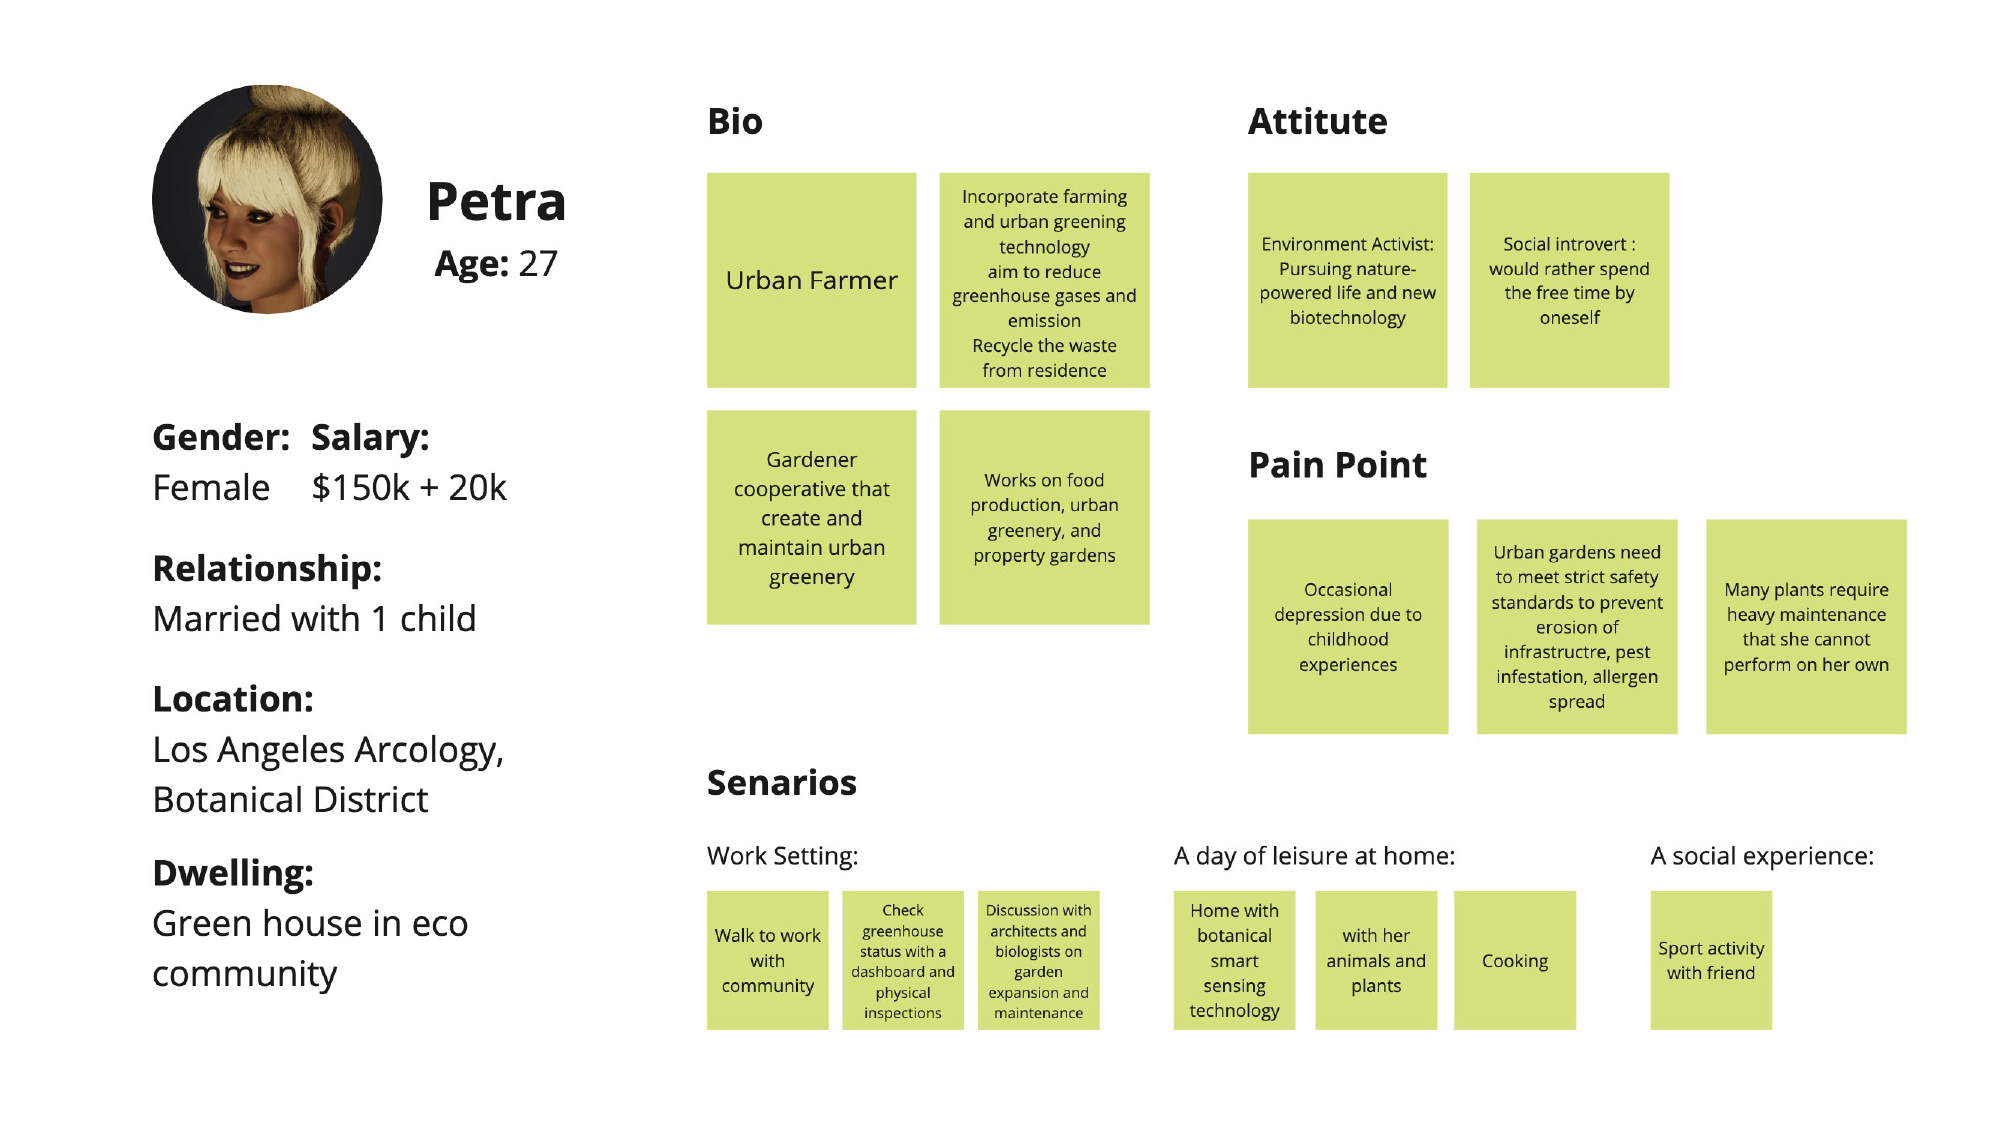 Petra
Age: 27
Gender: Salary:
Female $150k + 20k
Relationship:
Married with 1 child
Location:
Los Angeles Arcology,
Botanical District
Dwelling:
Green house in eco
community
Bio
Urban Farmer
Incorporate farming
and urban greening
technology
aim to reduce
greenhouse gases and
emission
Recycle the waste
from residence
Gardener
cooperative that
create and
maintain urban
greenery
Works on food
production, urban
greenery, and
property gardens
Attitute
Environment Activist:
Pursuing nature-
powered life and new
biotechnology
Social introvert :
would rather spend
the free time by
oneself
Pain Point
Occasional
depression due to
childhood
experiences
Urban gardens need
to meet strict safety
standards to prevent
erosion of
infrastructre, pest
infestation, allergen
spread
Many plants require
heavy maintenance
that she cannot
perform on her own
Senarios
Work Setting:
Walk to work
with
community
Check
greenhouse
status with a
dashboard and
physical
inspections
Discussion with
architects and
biologists on
garden
expansion and
maintenance
A day of leisure at home:
Home with
botanical
smart
sensing
technology
with her
animals and
plants
Cooking
A social experience:
Sport activity
with friend